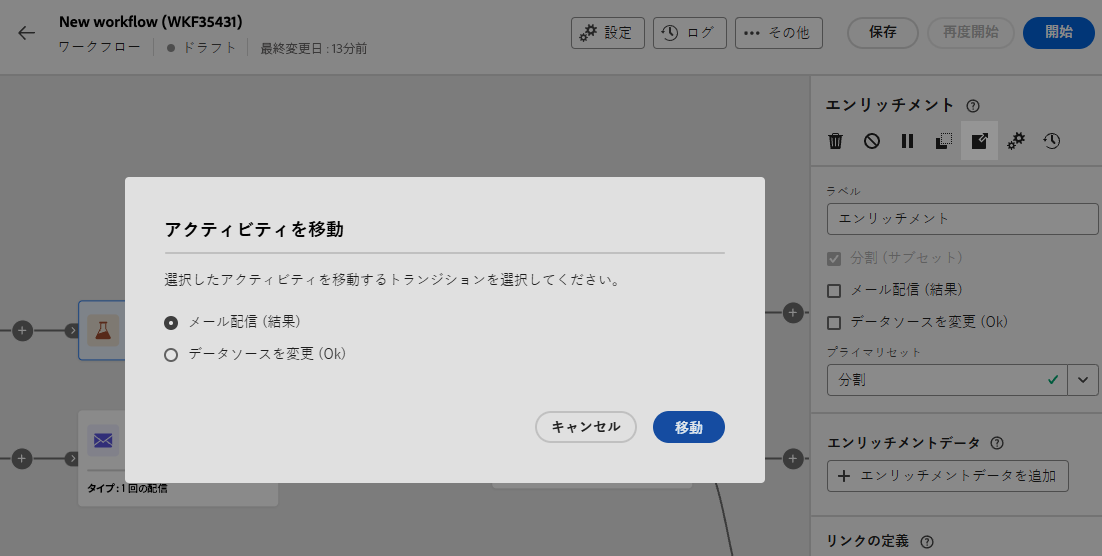 New workflow (WKF35431)
ワークフロー ドラフト 最終変更日 : 13分前
設定 ログ その他 保存 再度開始 開始
エンリッチメント
ラベル
エンリッチメント
分割 (サブセット)
メール配信 (結果)
データソースを変更 (Ok)
プライマリセット
分割
エンリッチメントデータ
エンリッチメントデータを追加
リンクの定義
アクティビティを移動
選択したアクティビティを移動するトランジションを選択してください。
メール配信 (結果)
データソースを変更 (Ok)
キャンセル 移動
タイプ : 1 回の配信